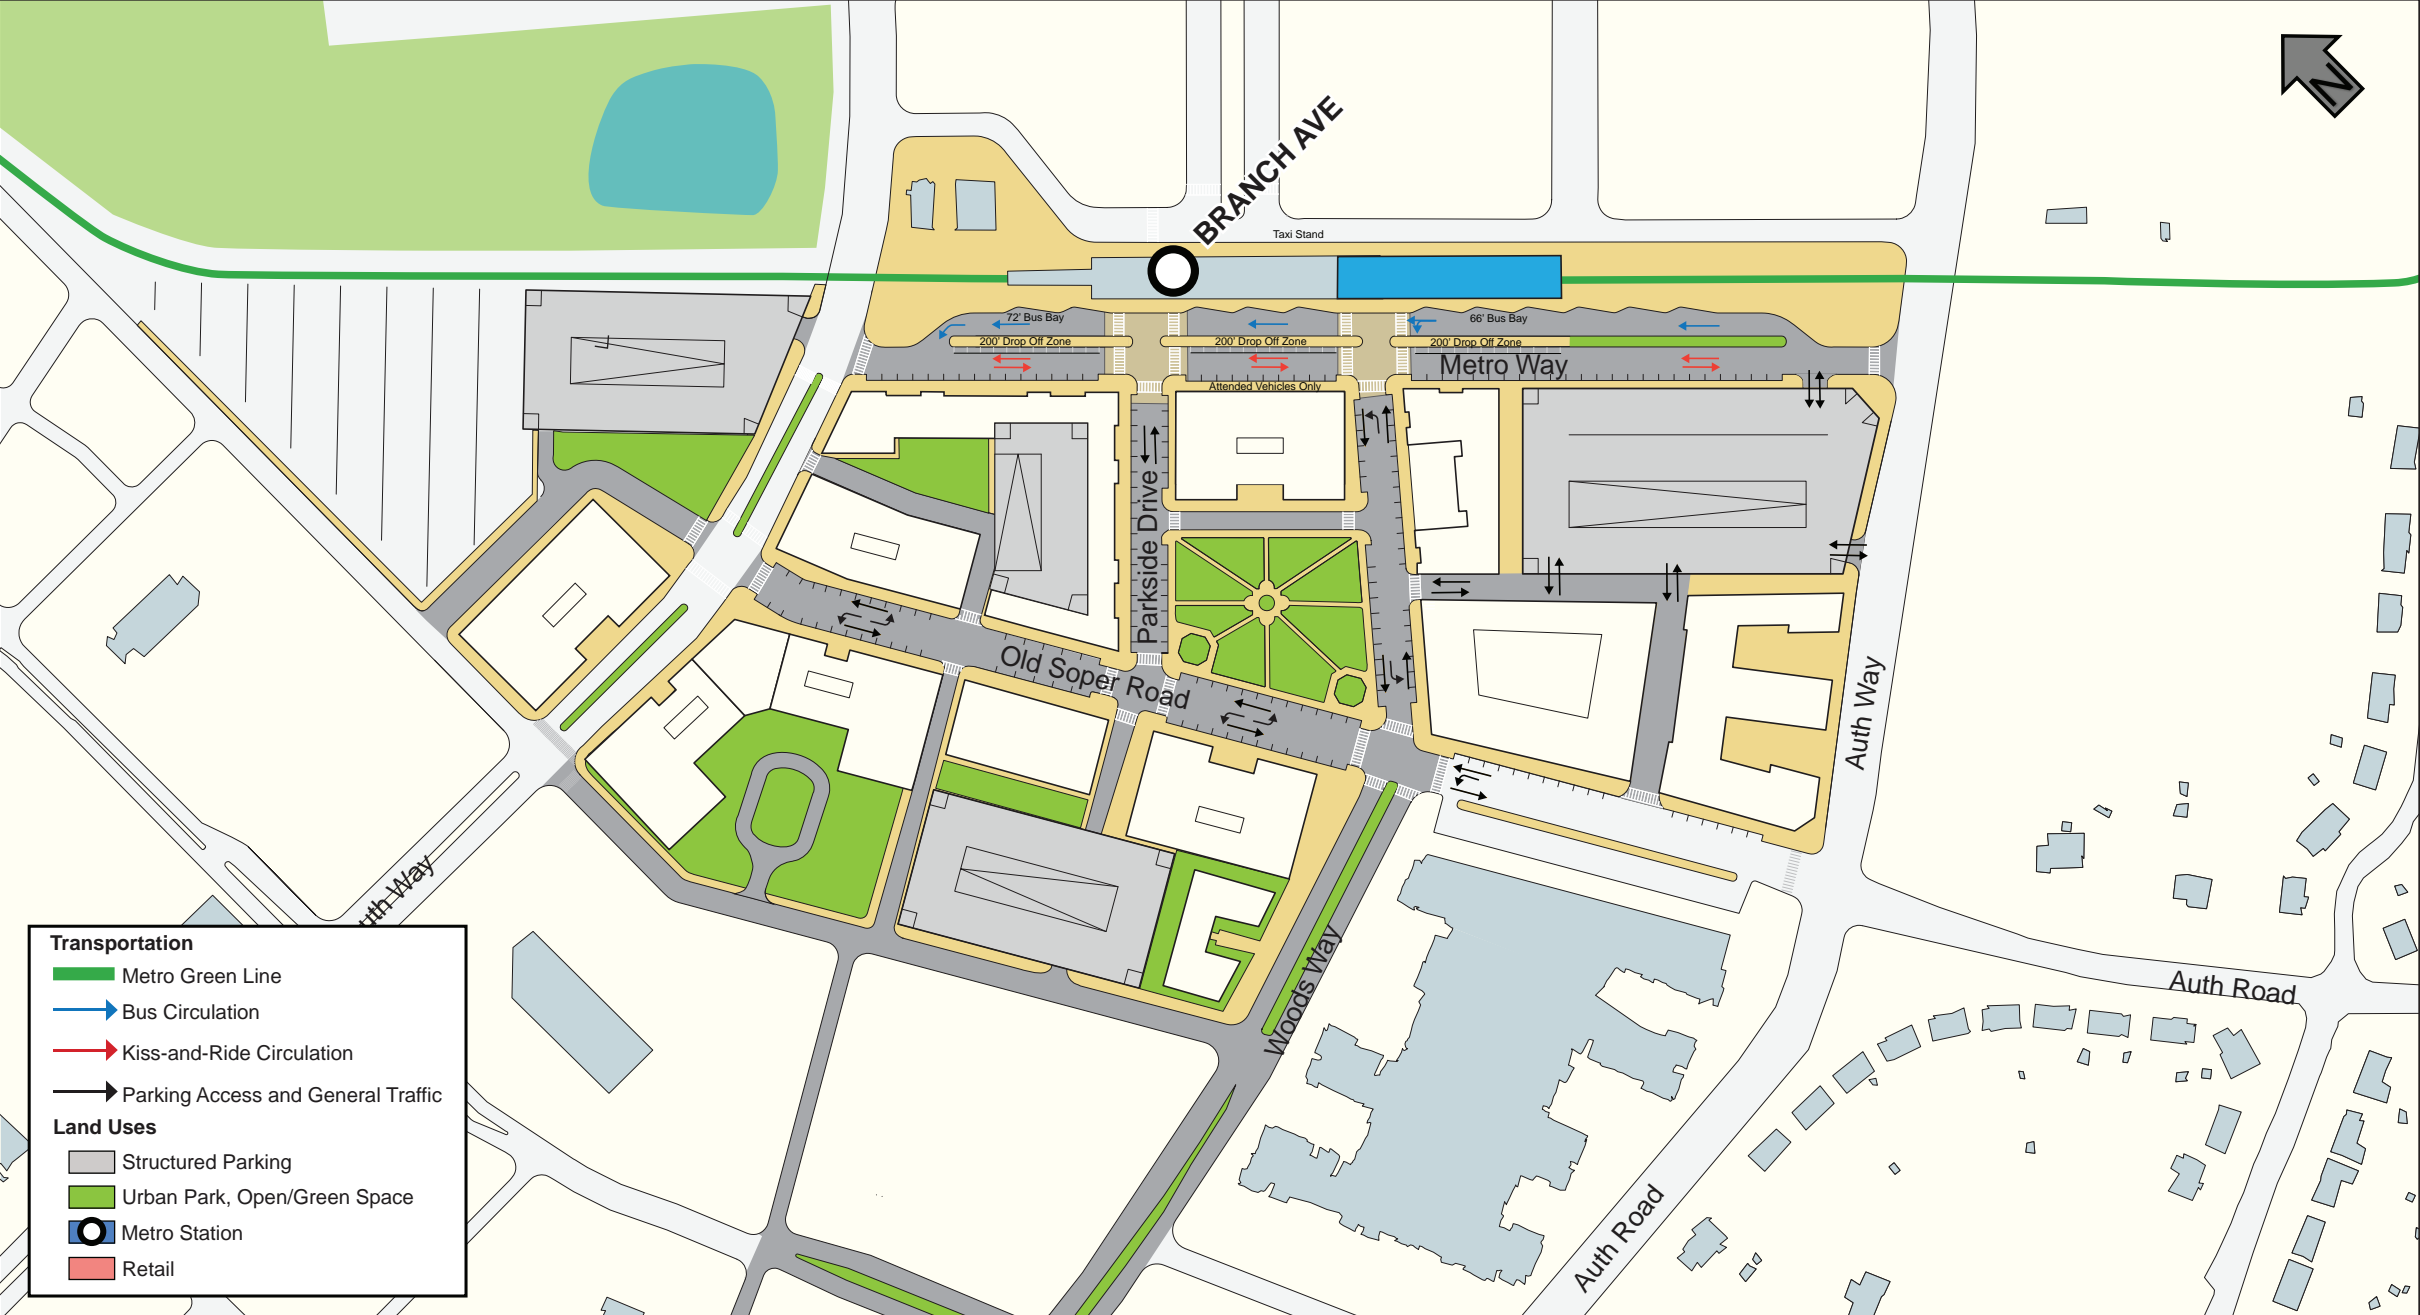 N
BRANCH AVE
Taxi Stand
72' Bus Bay
66' Bus Bay
200' Drop Off Zone
200' Drop Off Zone
200' Drop Off Zone
Metro Way
Attended Vehicles Only
Parkside Drive
Old Soper Road
Auth Way
uth Way
Woods Way
Auth Road
Auth Road
Transportation
Metro Green Line
Bus Circulation
Kiss-and-Ride Circulation
Parking Access and General Traffic
Land Uses
Structured Parking
Urban Park, Open/Green Space
Metro Station
Retail